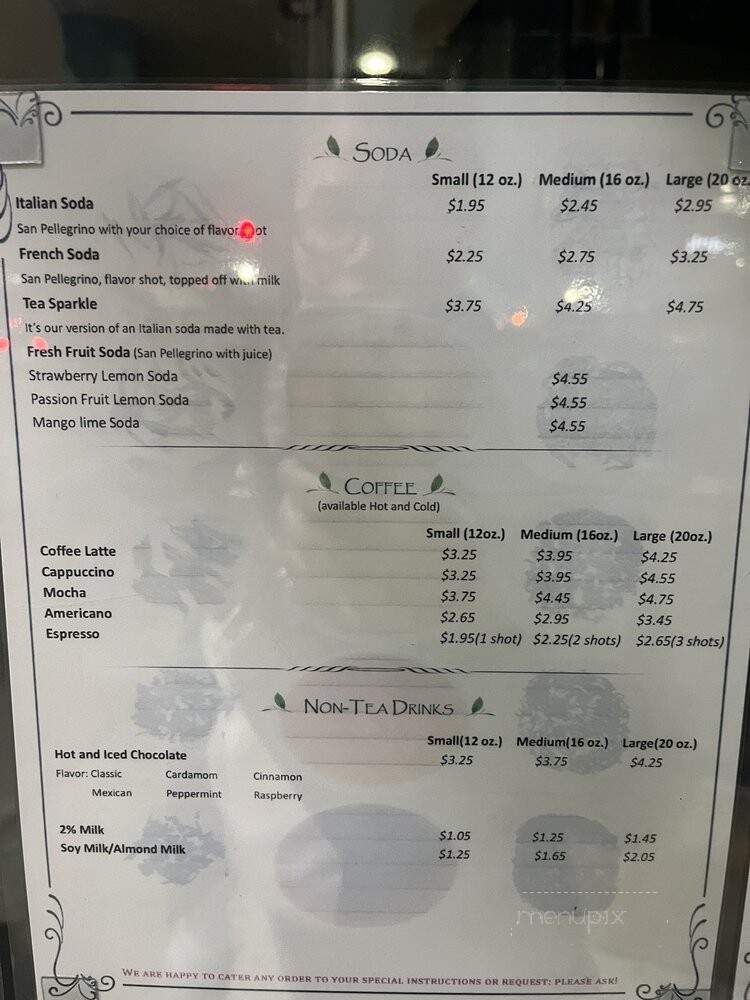 SODA
Small (12 oz.) Medium (16 oz.) Large (20 oz.
Italian Soda $1.95 $2.45 $2.95
San Pellegrino with your choice of flavor
French Soda $2.25 $2.75 $3.25
San Pellegrino, flavor shot, topped off with milk
Tea Sparkle $3.75 $4.25 $4.75
It's our version of an Italian soda made with tea.
Fresh Fruit Soda (San Pellegrino with juice)
Strawberry Lemon Soda $4.55
Passion Fruit Lemon Soda $4.55
Mango lime Soda $4.55
COFFEE
(available Hot and Cold)
Small (12oz.) Medium (16oz.) Large (20oz.)
Coffee Latte $3.25 $3.95 $4.25
Cappuccino $3.25 $3.95 $4.55
Mocha $3.75 $4.45 $4.75
Americano $2.65 $2.95 $3.45
Espresso $1.95(1 shot) $2.25(2 shots) $2.65(3 shots)
NON-TEA DRINKS
Small(12 oz.) Medium(16 oz.) Large(20 oz.)
Hot and Iced Chocolate $3.25 $3.75 $4.25
Flavor: Classic Cardamom Cinnamon
Mexican Peppermint Raspberry
2% Milk $1.05 $1.25 $1.45
Soy Milk/Almond Milk $1.25 $1.65 $2.05
menupix
WE ARE HAPPY TO CATER ANY ORDER TO YOUR SPECIAL INSTRUCTIONS OR REQUEST; PLEASE ASK!